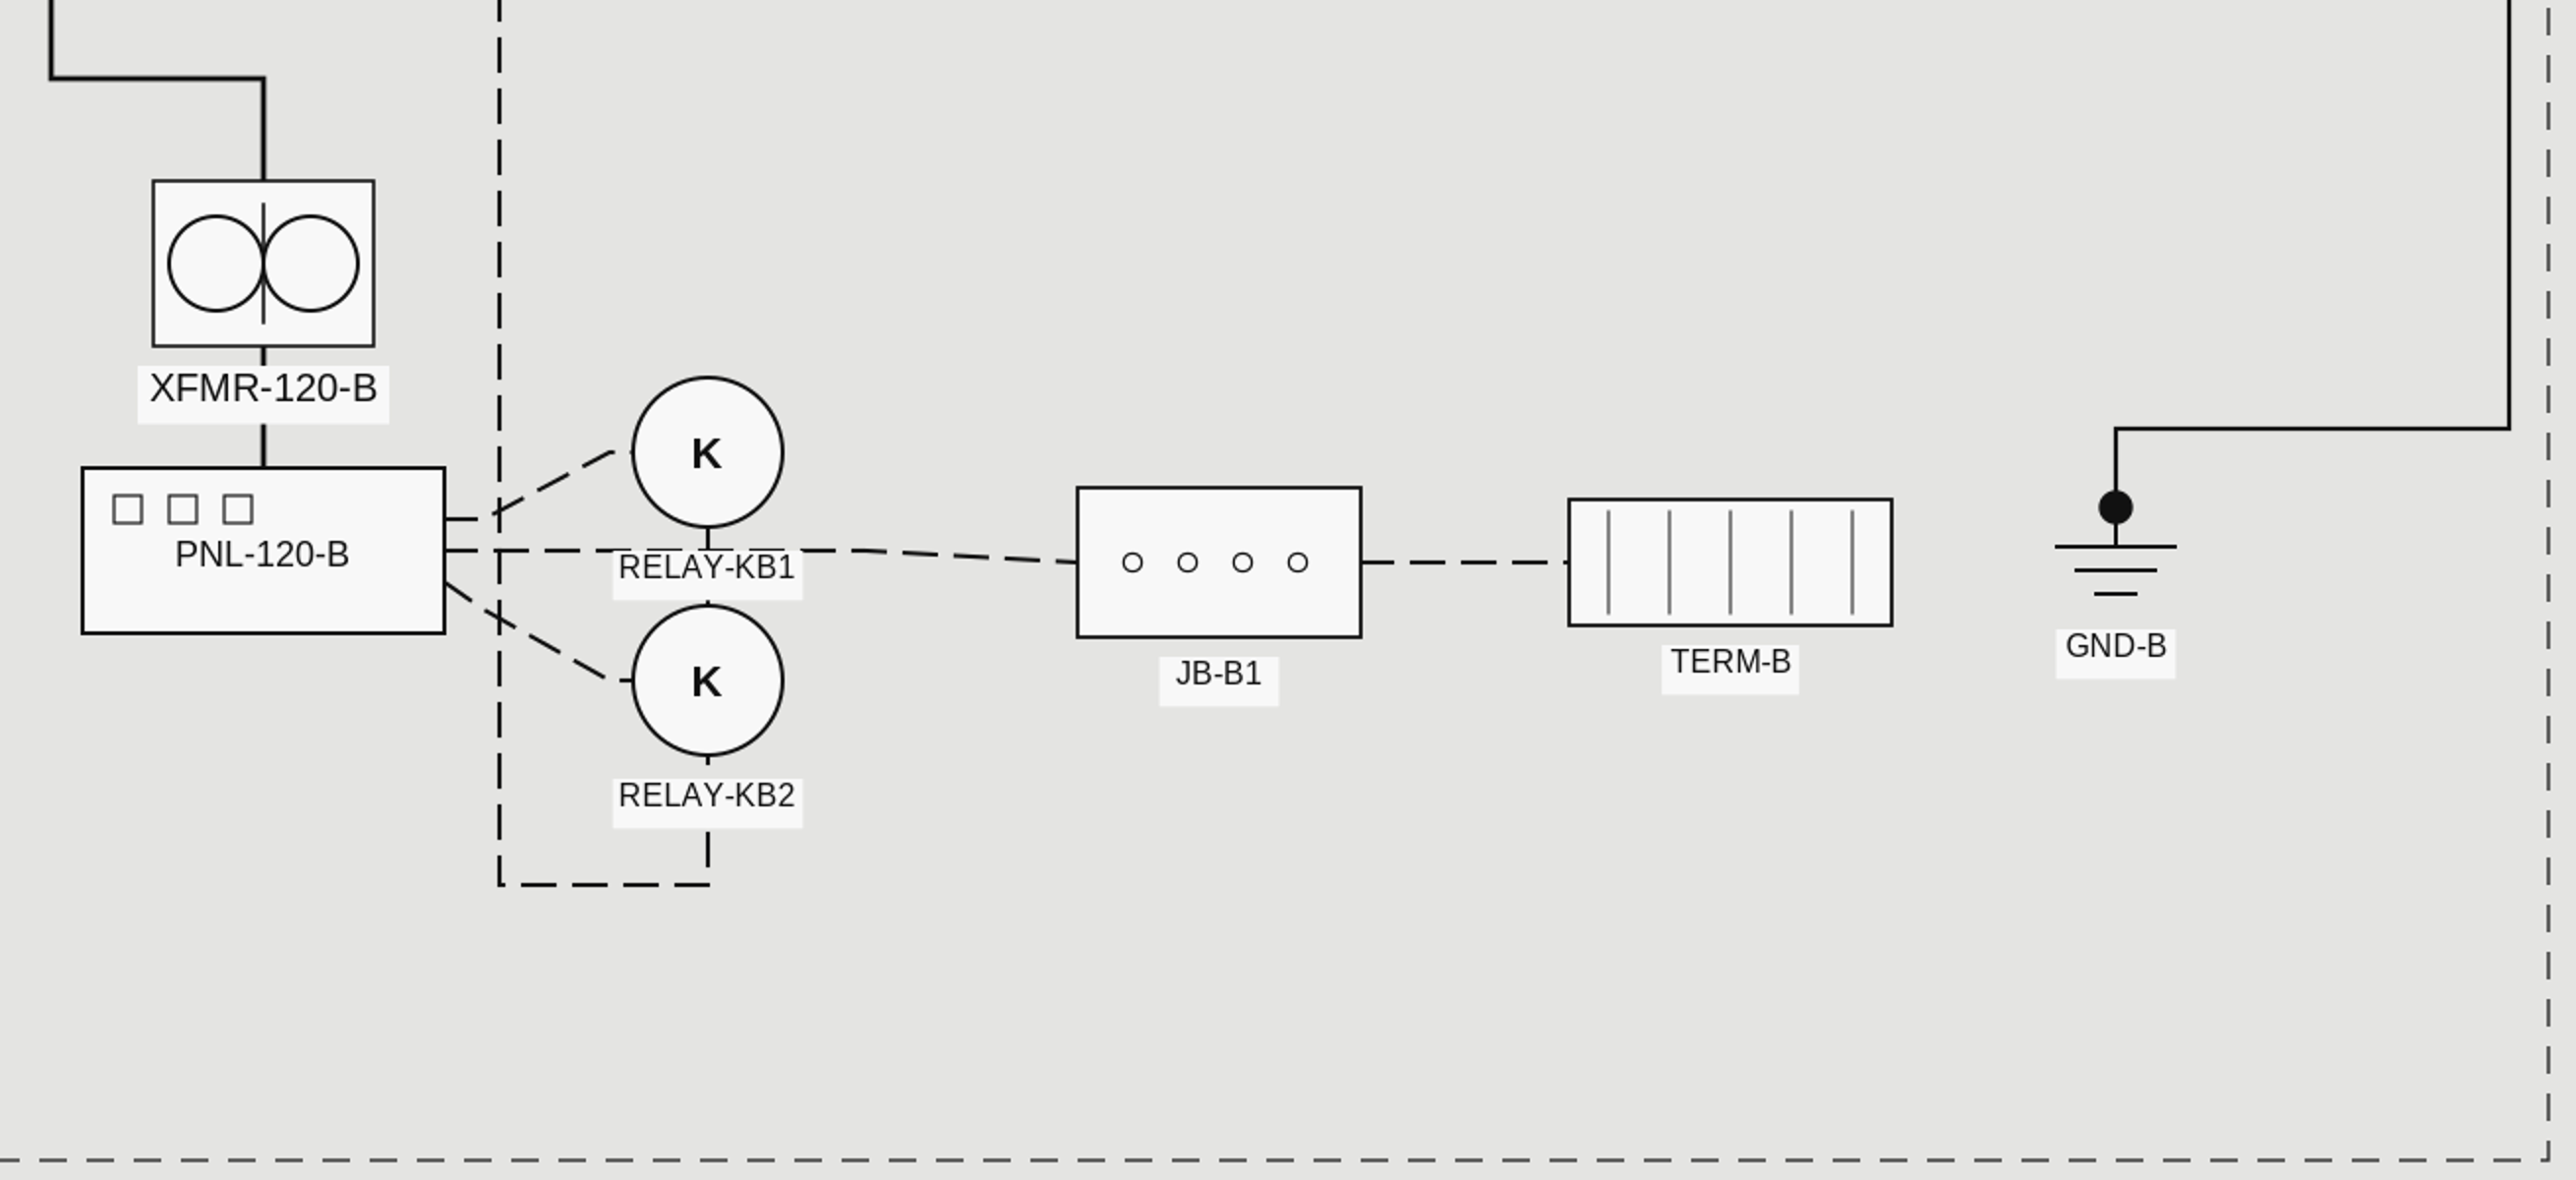 XFMR-120-B
K
PNL-120-B
RELAY-KB1
K
RELAY-KB2
JB-B1
TERM-B
GND-B